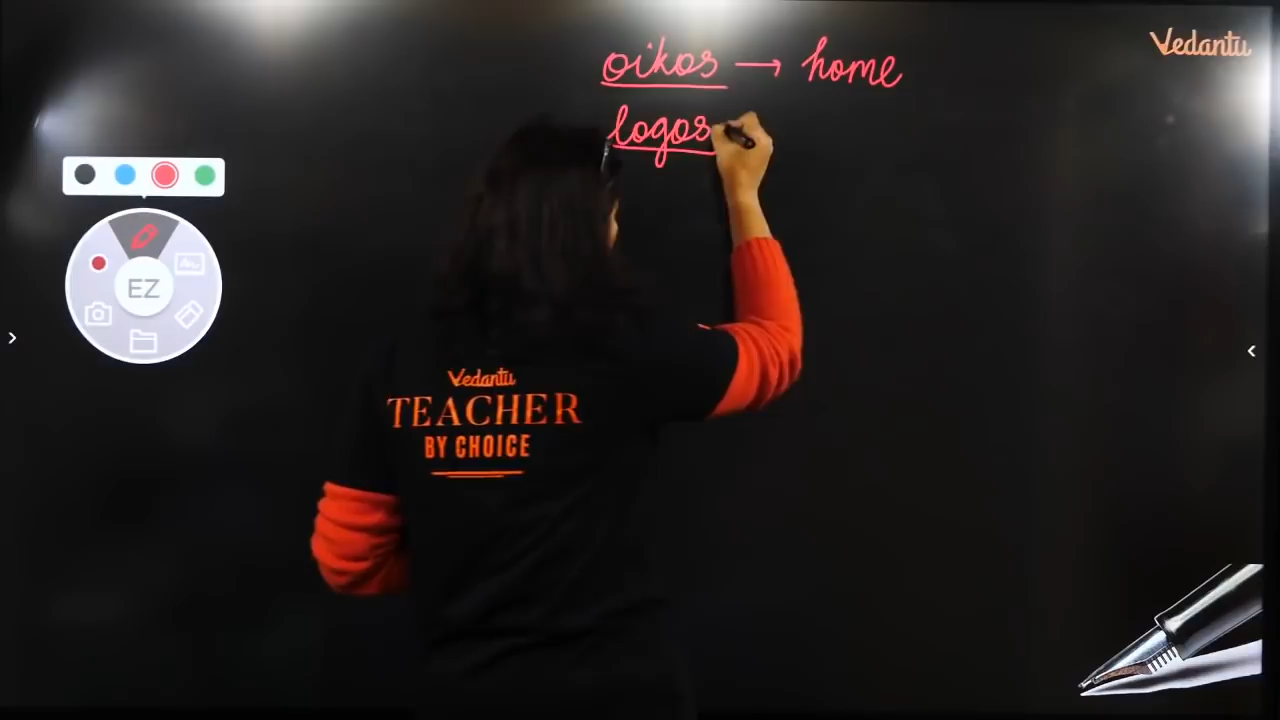 oikos → home
logos
Vedantu
EZ
Vedantu
TEACHER
BY CHOICE